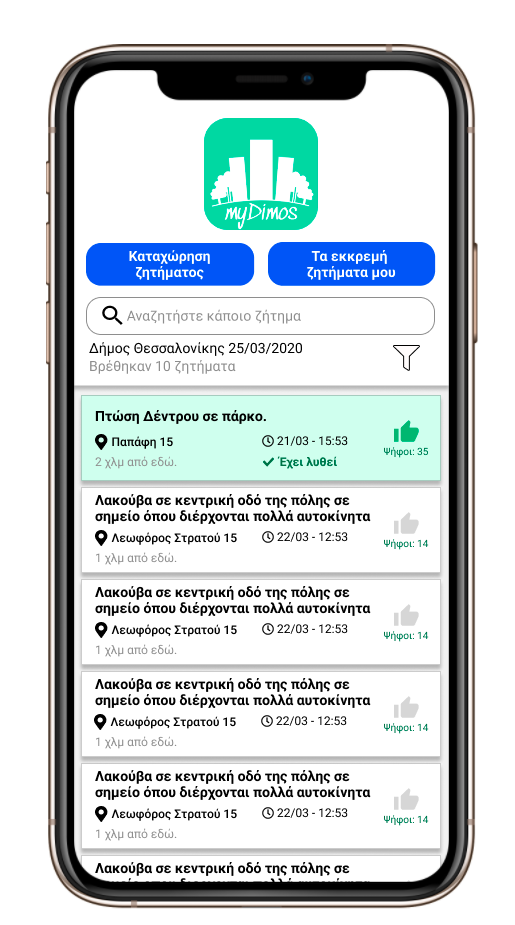 myDimos
Καταχώρηση
ζητήματος
Τα εκκρεμή
ζητήματα μου
Αναζητήστε κάποιο ζήτημα
Δήμος Θεσσαλονίκης 25/03/2020
Βρέθηκαν 10 ζητήματα
Πτώση Δέντρου σε πάρκο.
Παπάφη 15
21/03 - 15:53
2 χλμ από εδώ.
Έχει λυθεί
Ψήφοι: 35
Λακούβα σε κεντρική οδό της πόλης σε
σημείο όπου διέρχονται πολλά αυτοκίνητα
Λεωφόρος Στρατού 15
22/03 - 12:53
Ψήφοι: 14
1 χλμ από εδώ.
Λακούβα σε κεντρική οδό της πόλης σε
σημείο όπου διέρχονται πολλά αυτοκίνητα
Λεωφόρος Στρατού 15
22/03 - 12:53
Ψήφοι: 14
1 χλμ από εδώ.
Λακούβα σε κεντρική οδό της πόλης σε
σημείο όπου διέρχονται πολλά αυτοκίνητα
Λεωφόρος Στρατού 15
22/03 - 12:53
Ψήφοι: 14
1 χλμ από εδώ.
Λακούβα σε κεντρική οδό της πόλης σε
σημείο όπου διέρχονται πολλά αυτοκίνητα
Λεωφόρος Στρατού 15
22/03 - 12:53
Ψήφοι: 14
1 χλμ από εδώ.
Λακούβα σε κεντρική οδό της πόλης σε